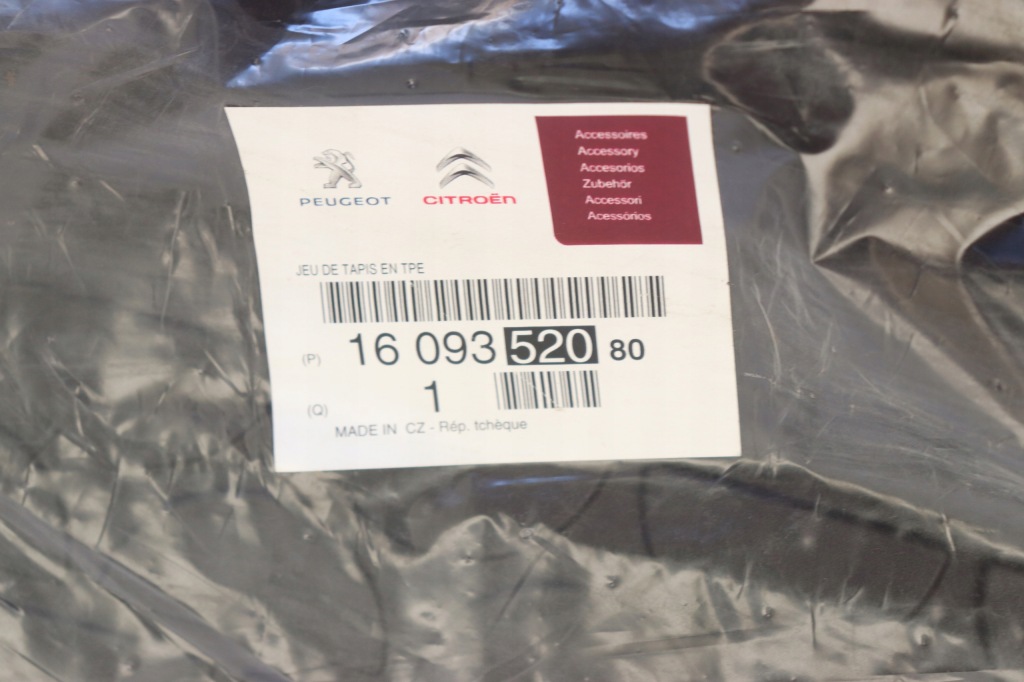 PEUGEOT
CITROËN
Accessoires
Accessory
Accesorios
Zubehör
Accessori
Acessórios
JEU DE TAPIS EN TPE
(P) 16 093 520 80
(Q) 1
MADE IN CZ - Rép. tchèque